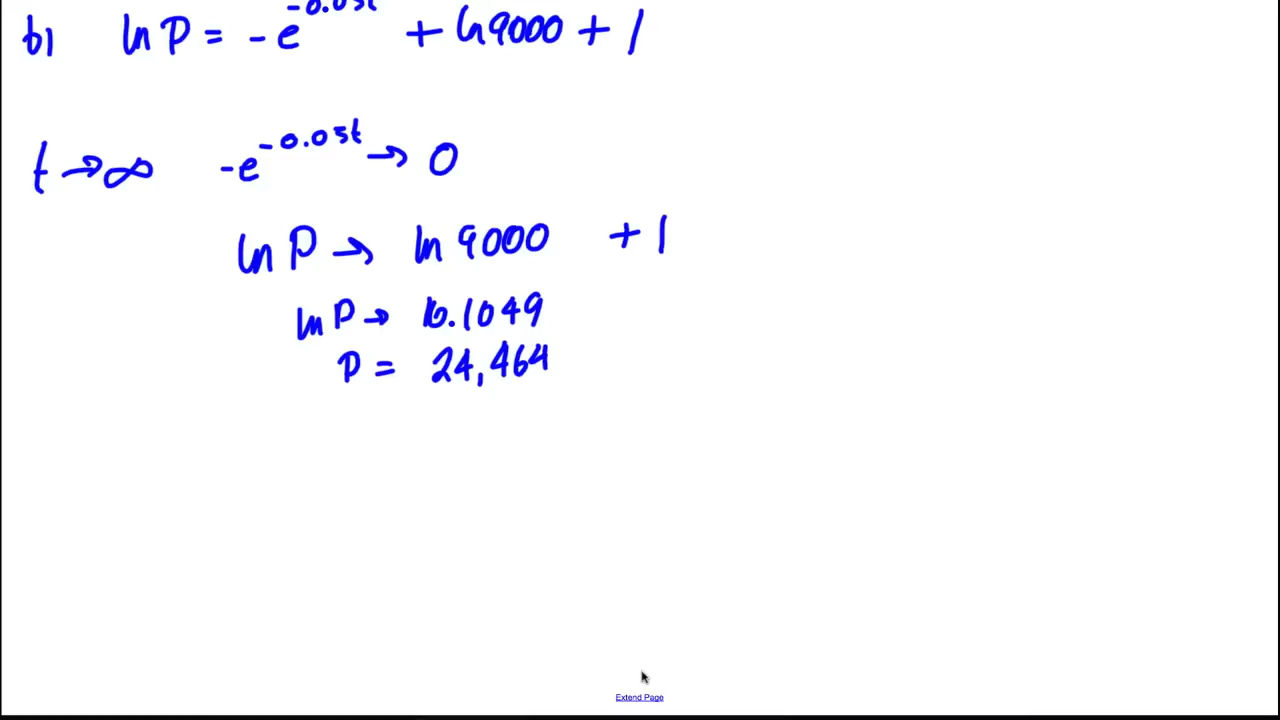 b) ln P = -e^{-0.05t} + ln 9000 + 1
t → ∞ -e^{-0.05t} → 0
ln P → ln 9000 + 1
ln P → 10.1049
P = 24,464
Extend Page